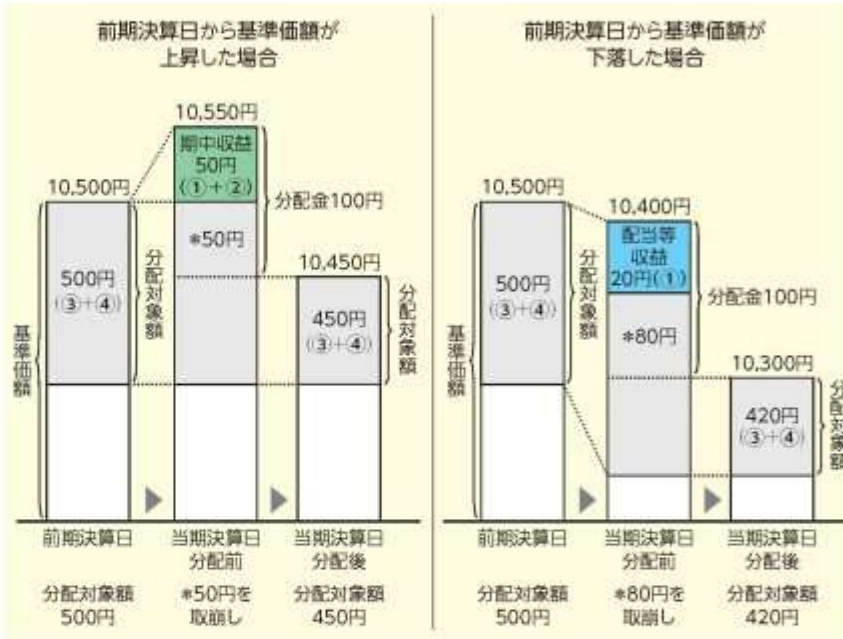 前期決算日から基準価額が
上昇した場合
10,550円
期中収益
50円
(①+②)
10,500円
分配金100円
*50円
10,450円
500円
(③+④)
分配対象額
450円
(③+④)
分配対象額
基準価額
前期決算日
当期決算日
分配前
当期決算日
分配後
分配対象額
500円
*50円を
取崩し
分配対象額
450円
前期決算日から基準価額が
下落した場合
10,500円
10,400円
配当等
収益
20円(①)
分配金100円
500円
(③+④)
分配対象額
*80円
10,300円
420円
(③+④)
分配対象額
基準価額
前期決算日
当期決算日
分配前
当期決算日
分配後
分配対象額
500円
*80円を
取崩し
分配対象額
420円